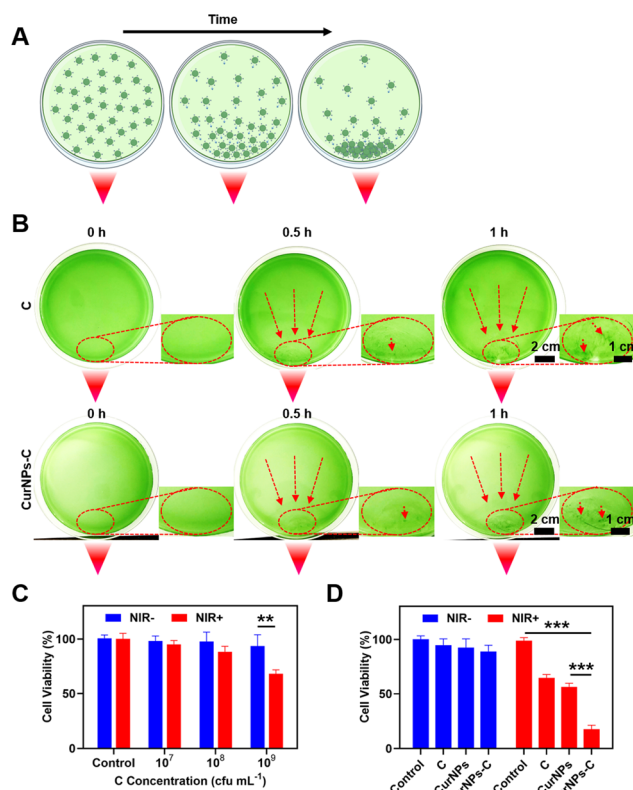 Time
A
B
0 h
0.5 h
1 h
C
2 cm
1 cm
0 h
0.5 h
1 h
CurNPs-C
2 cm
1 cm
C
D
NIR-
NIR+
**
Cell Viability (%)
100
50
0
Control
10⁷
10⁸
10⁹
C Concentration (cfu mL⁻¹)
NIR-
NIR+
***
***
Cell Viability (%)
100
50
0
Control
C
CurNPs
Control
C
CurNPs